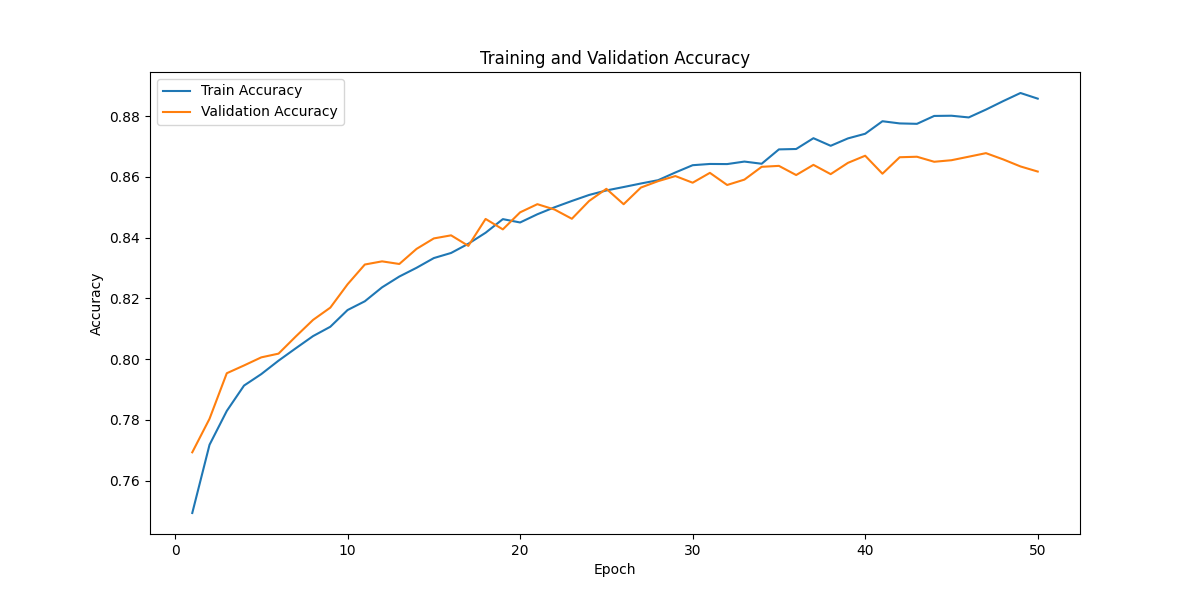 Training and Validation Accuracy
Train Accuracy
Validation Accuracy
0.88
0.86
0.84
0.82
0.80
0.78
0.76
Accuracy
0 10 20 30 40 50
Epoch